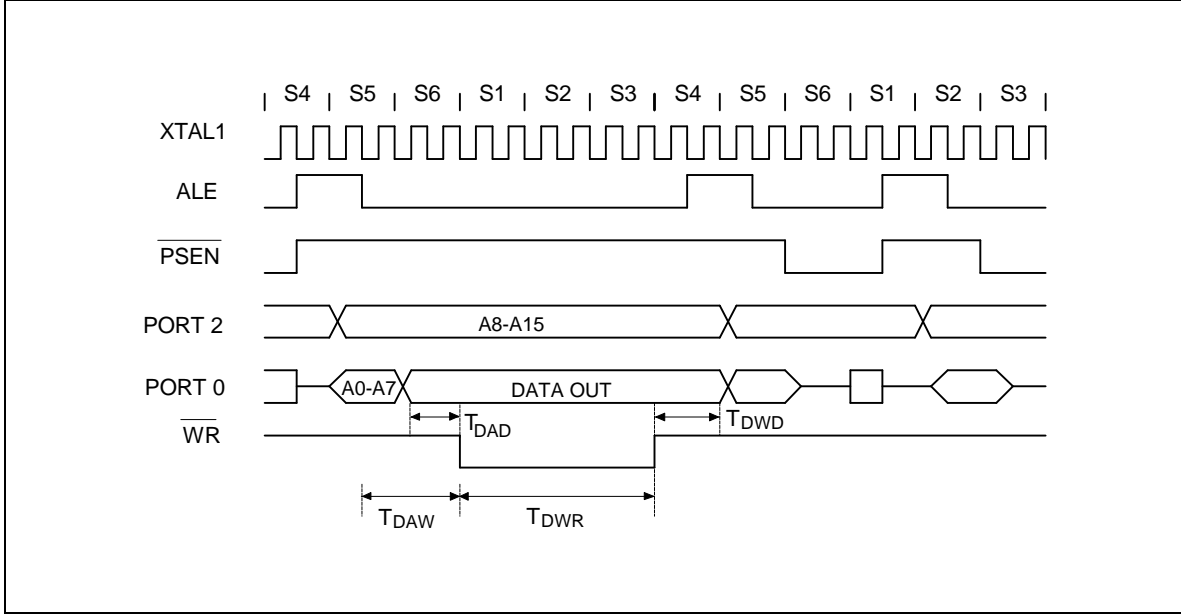 S4 S5 S6 S1 S2 S3 S4 S5 S6 S1 S2 S3
XTAL1
ALE
PSEN
PORT 2 A8-A15
PORT 0 A0-A7 DATA OUT
WR TDAD TDWD
TDAW TDWR